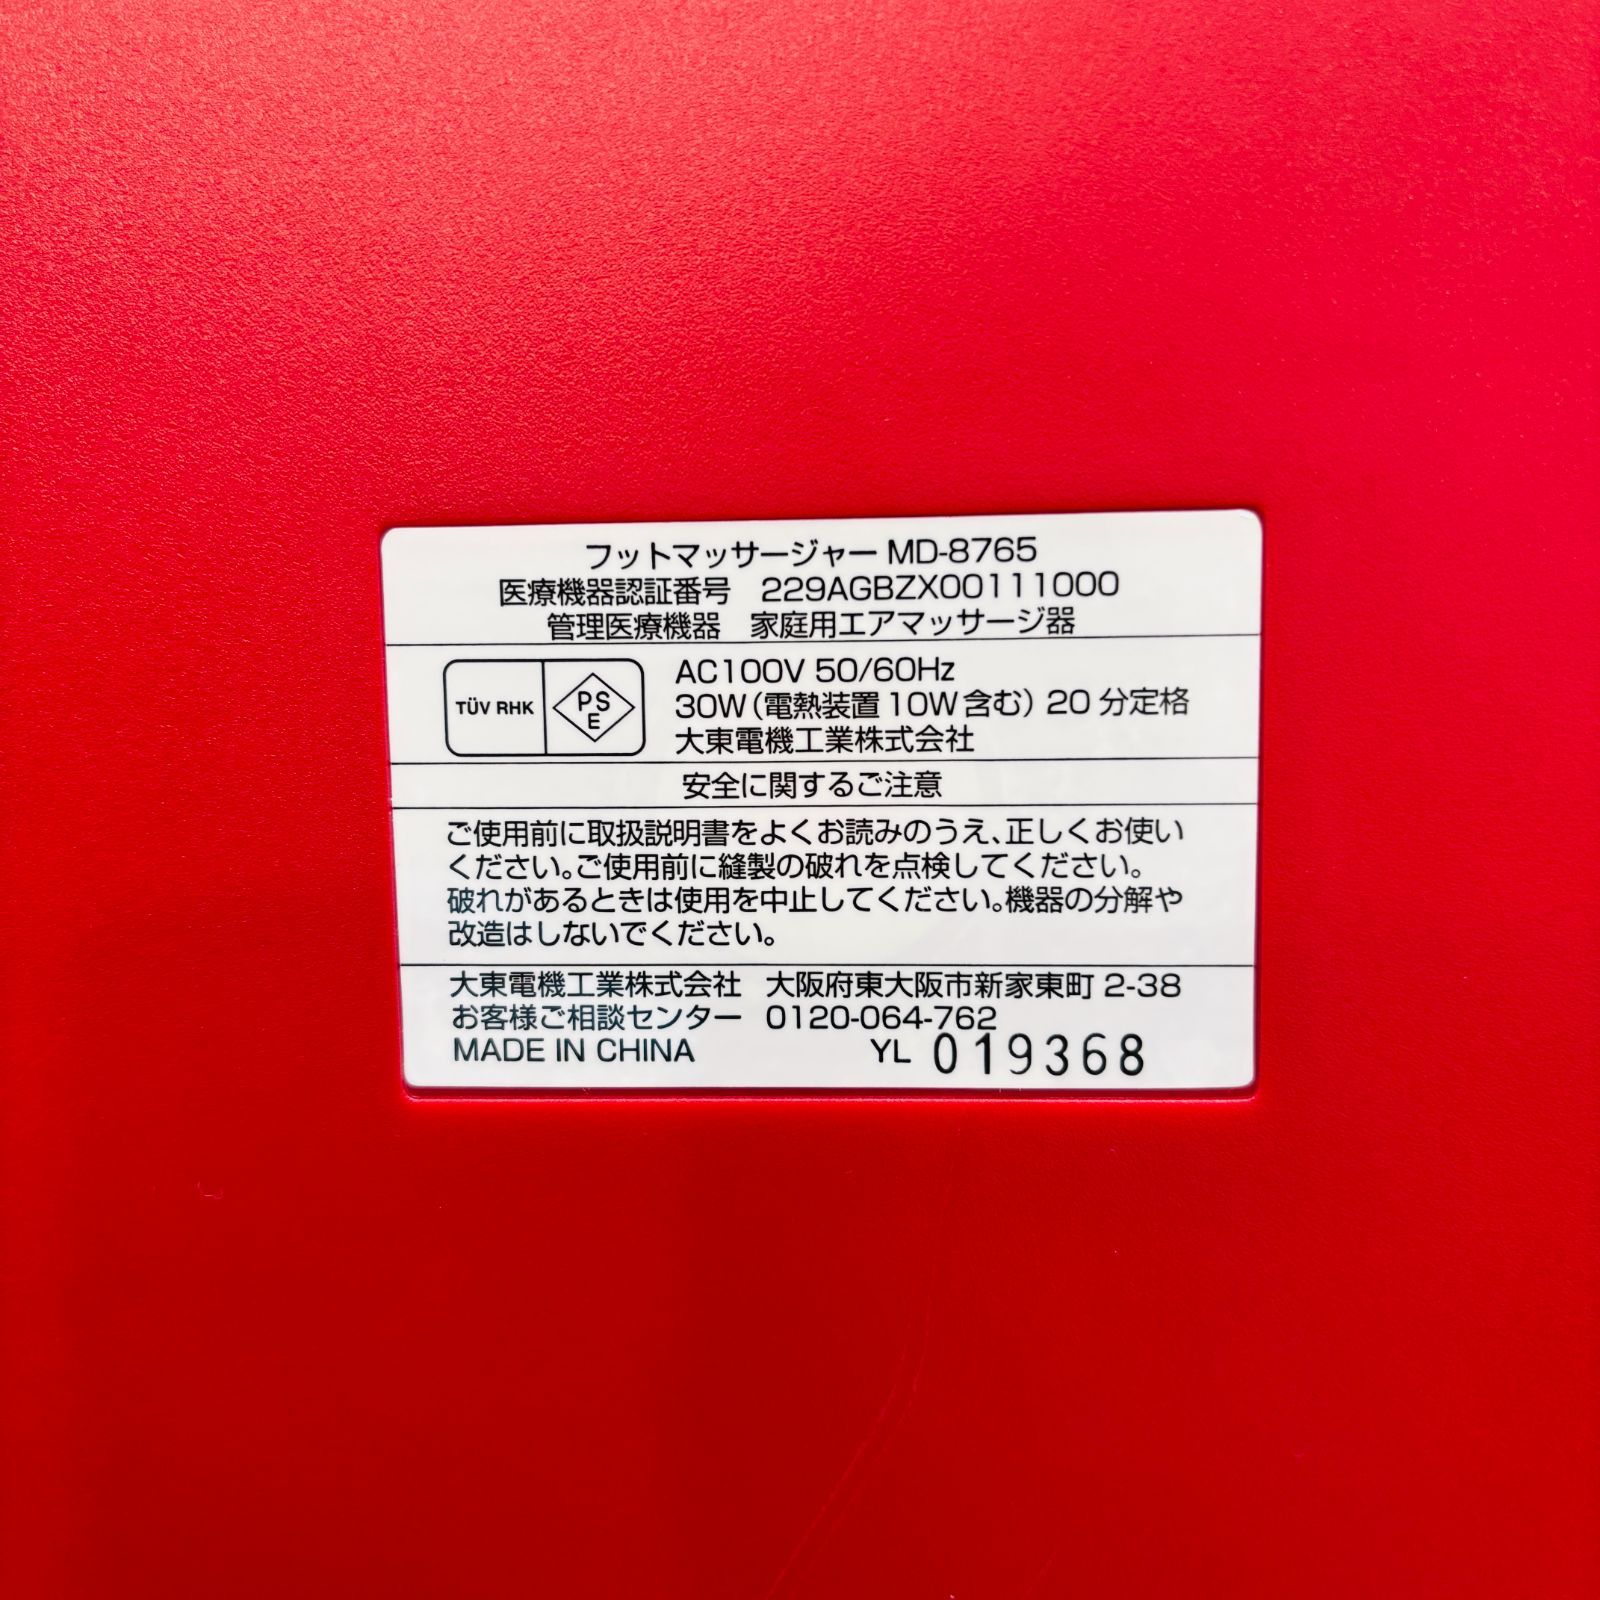 フットマッサージャー MD-8765
医療機器認証番号 229AGBZX00111000
管理医療機器 家庭用エアマッサージ器
TÜV RHK
PS
E
AC100V 50/60Hz
30W(電熱装置10W含む) 20分定格
大東電機工業株式会社
安全に関するご注意
ご使用前に取扱説明書をよくお読みのうえ、正しくお使い
ください。ご使用前に縫製の破れを点検してください。
破れがあるときは使用を中止してください。機器の分解や
改造はしないでください。
大東電機工業株式会社 大阪府東大阪市新家東町 2-38
お客様ご相談センター 0120-064-762
MADE IN CHINA YL 019368